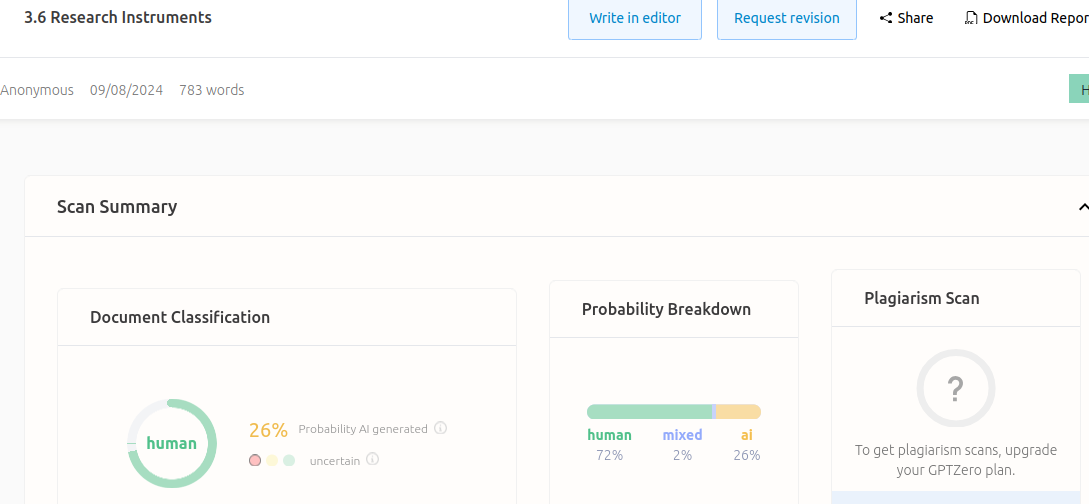 3.6 Research Instruments
Write in editor
Request revision
Share
Download Repor
Anonymous 09/08/2024 783 words
H
Scan Summary
Document Classification
human
26% Probability AI generated
uncertain
Probability Breakdown
human mixed ai
72% 2% 26%
Plagiarism Scan
?
To get plagiarism scans, upgrade
your GPTZero plan.